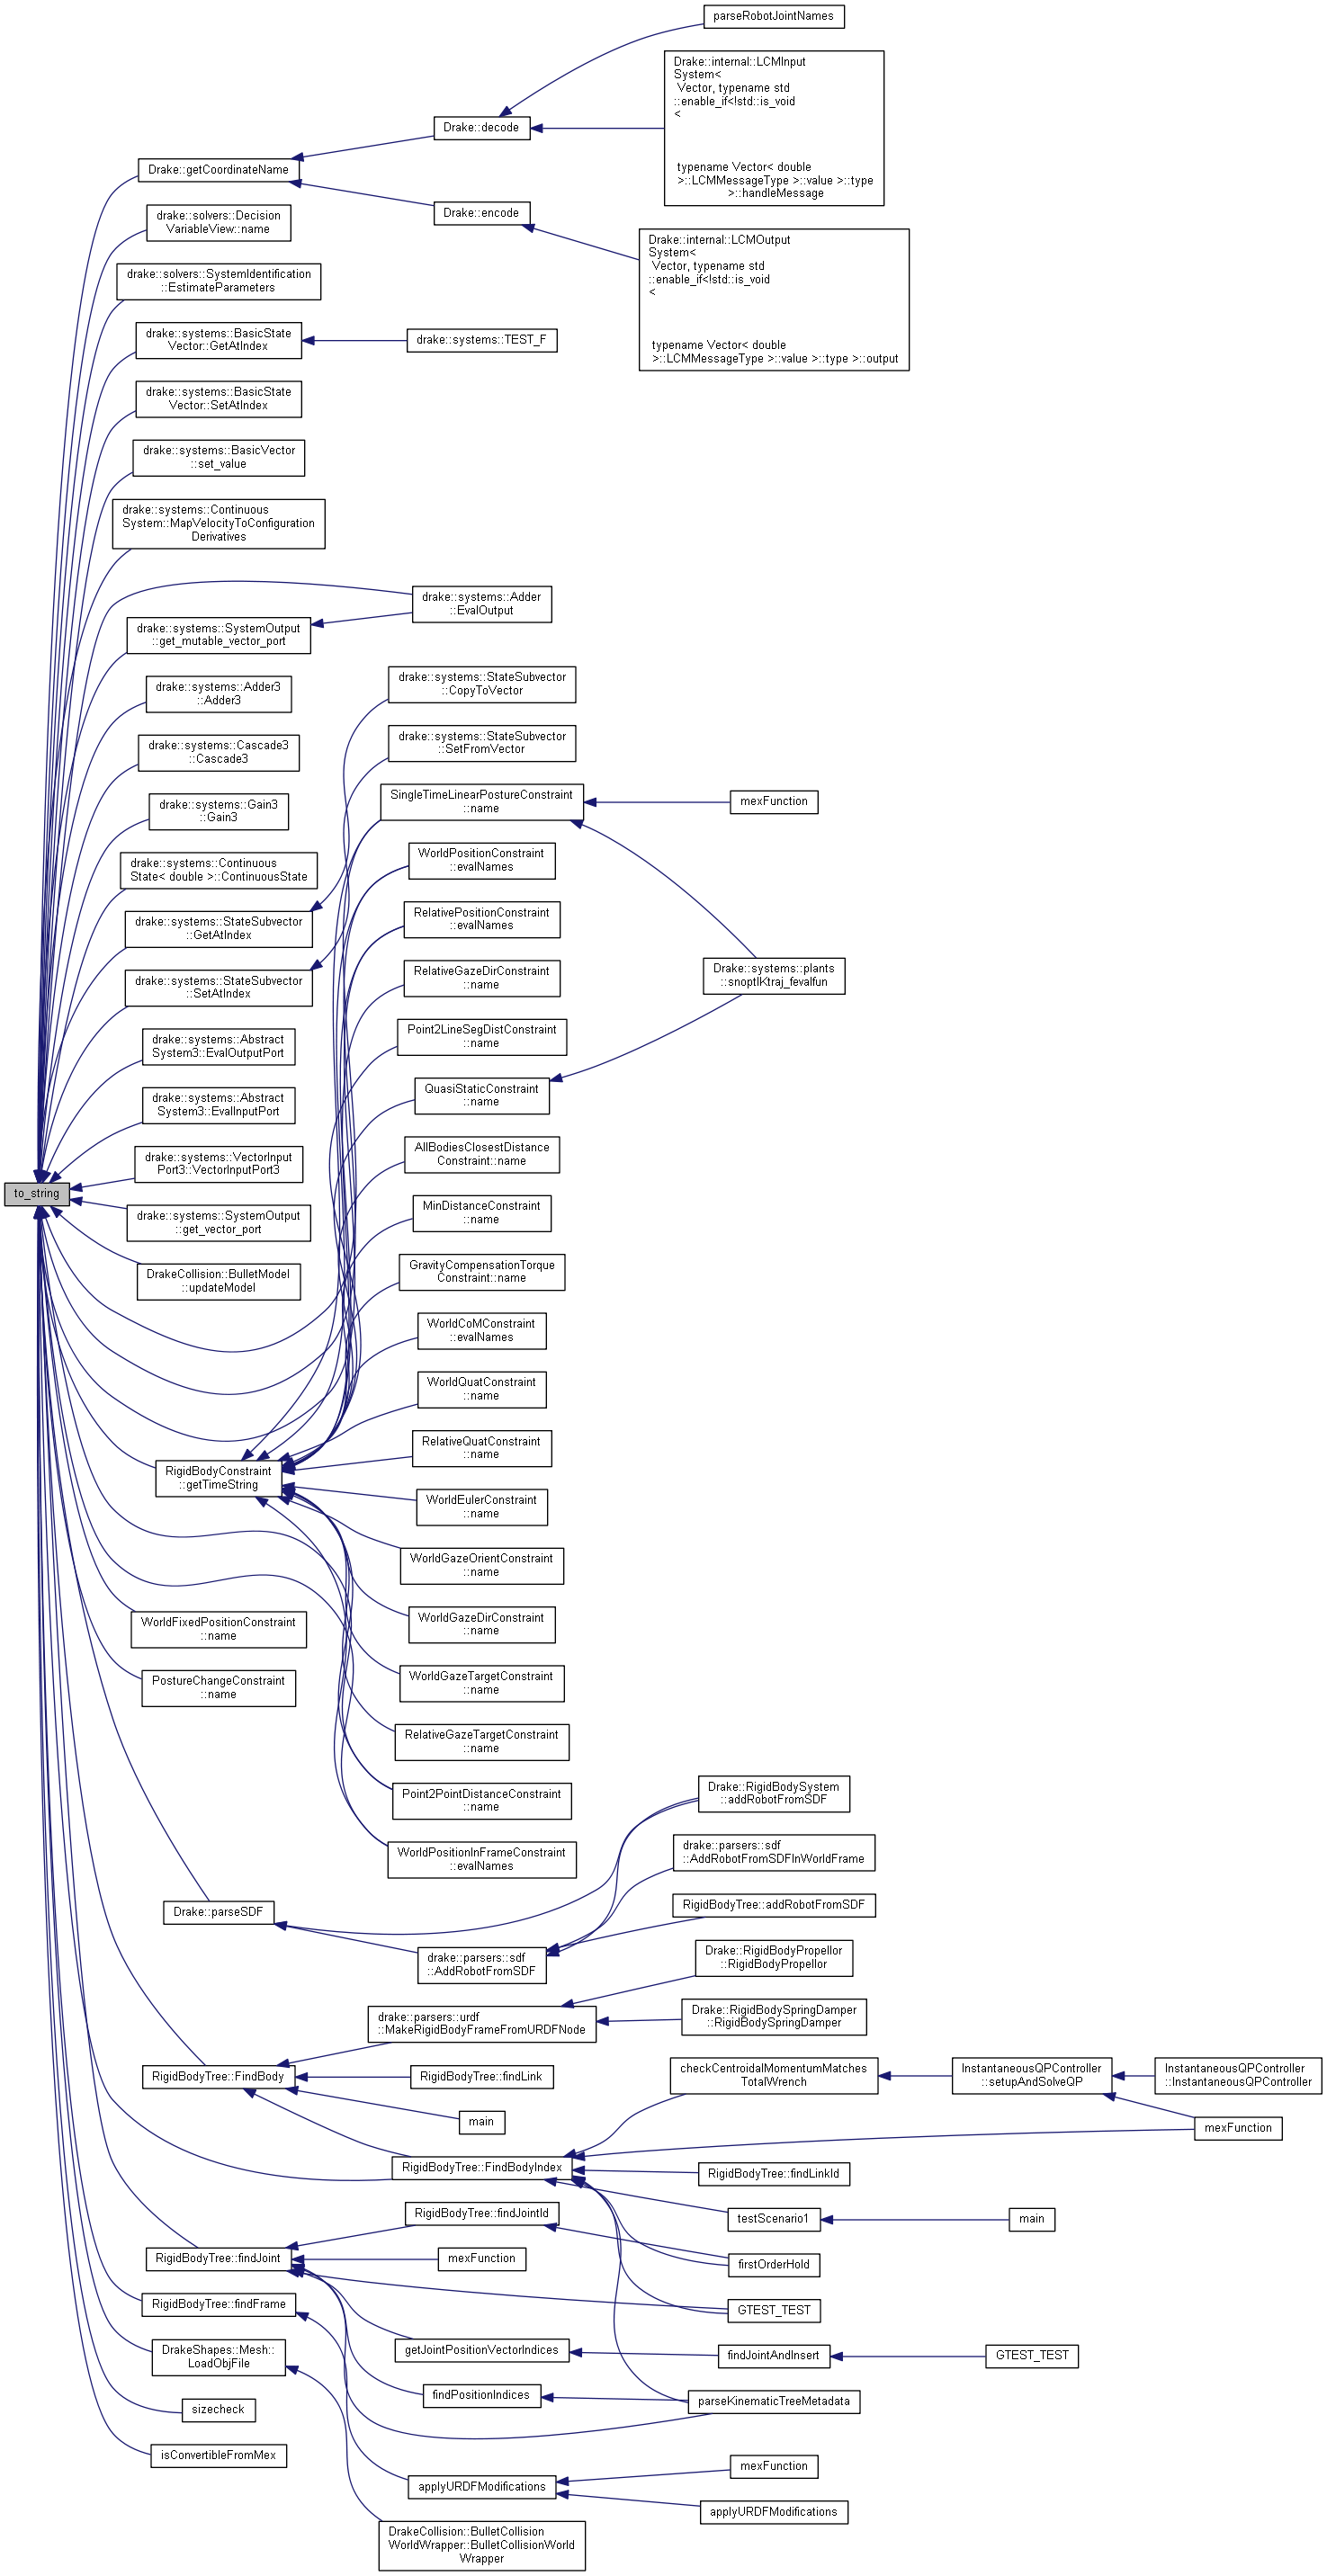 parseRobotJointNames
Drake::internal::LCMInput
System<
Vector, typename std
::enable_if<!std::is_void
<
typename Vector< double
>::LCMMessageType >::value >::type
>::handleMessage
Drake::decode
Drake::getCoordinateName
Drake::encode
drake::solvers::Decision
VariableView::name
Drake::internal::LCMOutput
System<
Vector, typename std
::enable_if<!std::is_void
<
typename Vector< double
>::LCMMessageType >::value >::type >::output
drake::solvers::SystemIdentification
::EstimateParameters
drake::systems::BasicState
Vector::GetAtIndex
drake::systems::TEST_F
drake::systems::BasicState
Vector::SetAtIndex
drake::systems::BasicVector
::set_value
drake::systems::Continuous
System::MapVelocityToConfiguration
Derivatives
drake::systems::Adder
::EvalOutput
drake::systems::SystemOutput
::get_mutable_vector_port
drake::systems::StateSubvector
::CopyToVector
drake::systems::Adder3
::Adder3
drake::systems::StateSubvector
::SetFromVector
drake::systems::Cascade3
::Cascade3
SingleTimeLinearPostureConstraint
::name
mexFunction
drake::systems::Gain3
::Gain3
WorldPositionConstraint
::evalNames
drake::systems::Continuous
State< double >::ContinuousState
RelativePositionConstraint
::evalNames
drake::systems::StateSubvector
::GetAtIndex
RelativeGazeDirConstraint
::name
Drake::systems::plants
::snoptIKtraj_fevalfun
drake::systems::StateSubvector
::SetAtIndex
Point2LineSegDistConstraint
::name
drake::systems::Abstract
System3::EvalOutputPort
QuasiStaticConstraint
::name
drake::systems::Abstract
System3::EvalInputPort
AllBodiesClosestDistance
Constraint::name
drake::systems::VectorInput
Port3::VectorInputPort3
to_string
MinDistanceConstraint
::name
drake::systems::SystemOutput
::get_vector_port
DrakeCollision::BulletModel
::updateModel
GravityCompensationTorque
Constraint::name
WorldCoMConstraint
::evalNames
WorldQuatConstraint
::name
RelativeQuatConstraint
::name
RigidBodyConstraint
::getTimeString
WorldEulerConstraint
::name
WorldGazeOrientConstraint
::name
WorldGazeDirConstraint
::name
WorldFixedPositionConstraint
::name
WorldGazeTargetConstraint
::name
PostureChangeConstraint
::name
RelativeGazeTargetConstraint
::name
Point2PointDistanceConstraint
::name
Drake::RigidBodySystem
::addRobotFromSDF
WorldPositionInFrameConstraint
::evalNames
drake::parsers::sdf
::AddRobotFromSDFInWorldFrame
Drake::parseSDF
RigidBodyTree::addRobotFromSDF
drake::parsers::sdf
::AddRobotFromSDF
Drake::RigidBodyPropellor
::RigidBodyPropellor
drake::parsers::urdf
::MakeRigidBodyFrameFromURDFNode
Drake::RigidBodySpringDamper
::RigidBodySpringDamper
RigidBodyTree::FindBody
RigidBodyTree::findLink
checkCentroidalMomentumMatches
TotalWrench
InstantaneousQPController
::setupAndSolveQP
InstantaneousQPController
::InstantaneousQPController
main
mexFunction
RigidBodyTree::FindBodyIndex
RigidBodyTree::findLinkId
RigidBodyTree::findJointId
testScenario1
main
RigidBodyTree::findJoint
mexFunction
firstOrderHold
RigidBodyTree::findFrame
GTEST_TEST
DrakeShapes::Mesh::
LoadObjFile
getJointPositionVectorIndices
findJointAndInsert
GTEST_TEST
findPositionIndices
parseKinematicTreeMetadata
sizecheck
isConvertibleFromMex
mexFunction
applyURDFModifications
applyURDFModifications
DrakeCollision::BulletCollision
WorldWrapper::BulletCollisionWorld
Wrapper